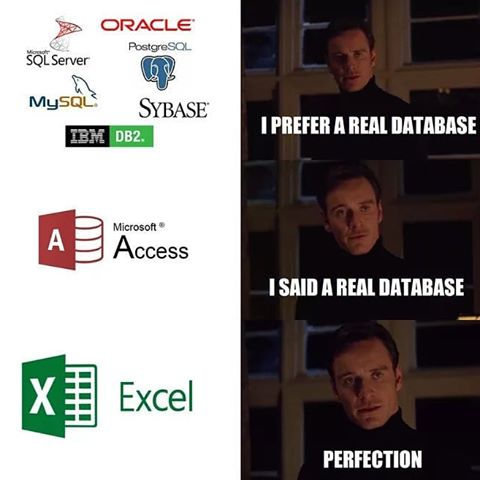 ORACLE
Microsoft
SQL Server
PostgreSQL
MySQL
SYBASE
IBM DB2.
I PREFER A REAL DATABASE
A Microsoft ®
Access
I SAID A REAL DATABASE
X Excel
PERFECTION